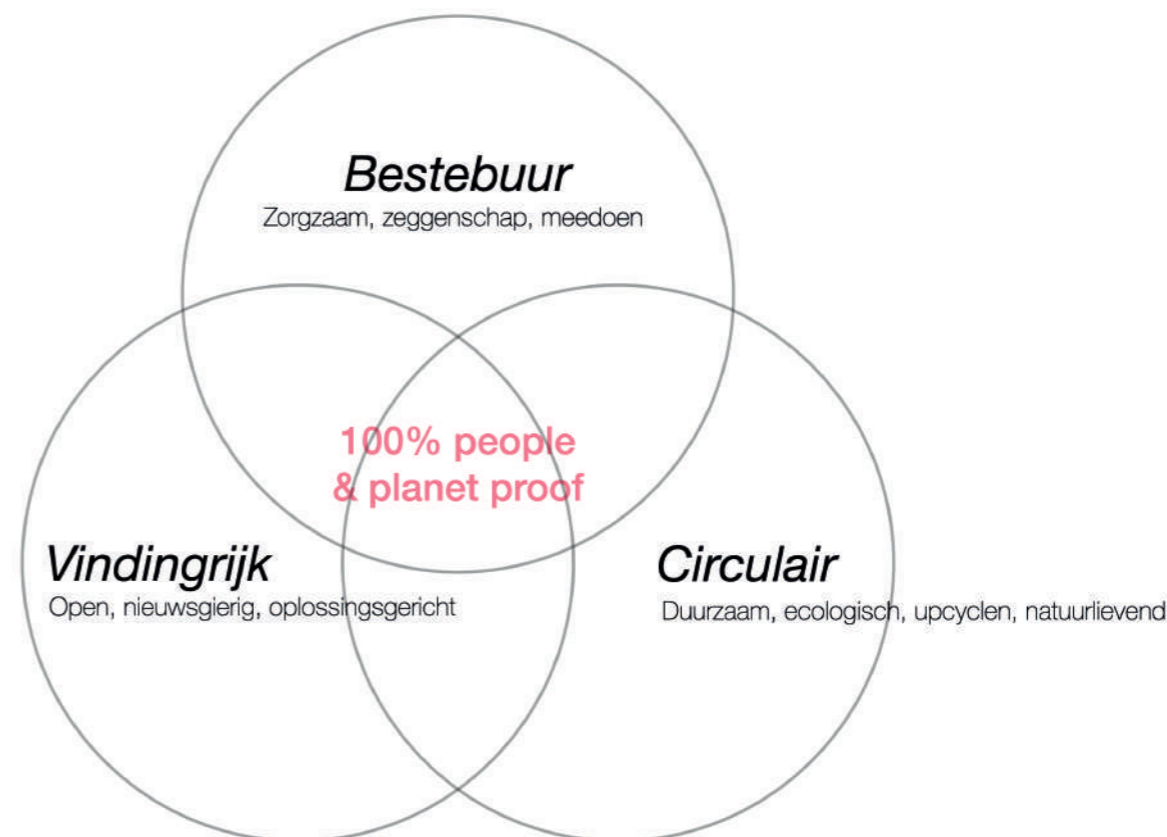 Bestebuur
Zorgzaam, zeggenschap, meedoen
100% people
& planet proof
Vindingrijk
Open, nieuwsgierig, oplossingsgericht
Circulair
Duurzaam, ecologisch, upcyclen, natuurlievend